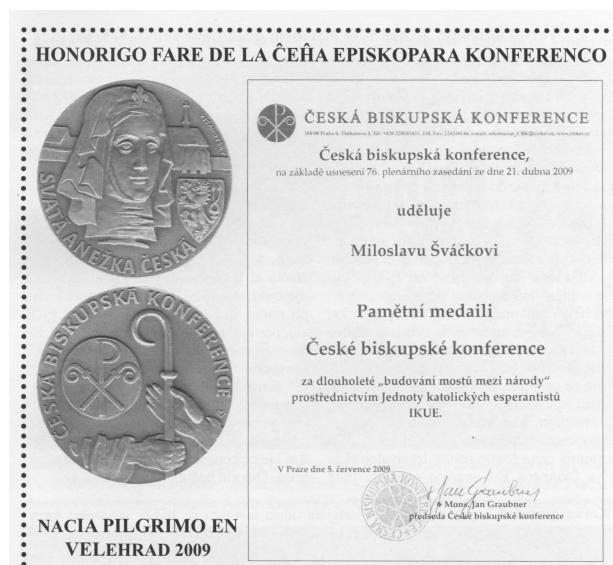 HONORIGO FARE DE LA ĈEĤA EPISKOPARA KONFERENCO
SVATÁ ANEŽKA ČESKÁ
ČESKÁ BISKUPSKÁ KONFERENCE
ČESKÁ BISKUPSKÁ KONFERENCE
Česká biskupská konference,
na základě usnesení 76. plenárního zasedání ze dne 21. dubna 2009
uděluje
Miloslavu Šváčkovi
Pamětní medaili
České biskupské konference
za dlouholeté „budování mostů mezi národy“
prostřednictvím Jednoty katolických esperantistů
IKUE.
V Praze dne 5. července 2009
+ Jan Graubner
Mons. Jan Graubner
předseda České biskupské konference
NACIA PILGRIMO EN
VELEHRAD 2009